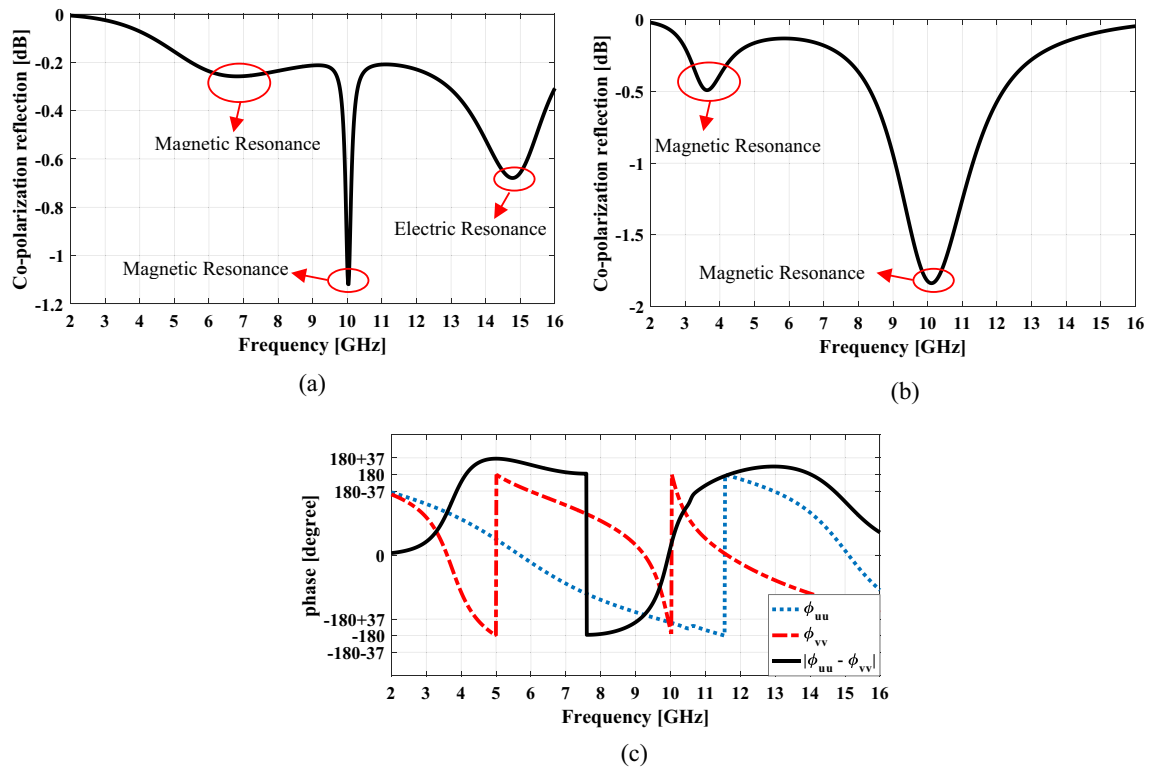 Co-polarization reflection [dB]
0
-0.2
-0.4
-0.6
-0.8
-1
-1.2
Magnetic Resonance
Electric Resonance
Magnetic Resonance
2 3 4 5 6 7 8 9 10 11 12 13 14 15 16
Frequency [GHz]
(a)
Co-polarization reflection [dB]
0
-0.5
-1
-1.5
-2
Magnetic Resonance
Magnetic Resonance
2 3 4 5 6 7 8 9 10 11 12 13 14 15 16
Frequency [GHz]
(b)
phase [degree]
180+37
180
180-37
0
-180+37
-180
-180-37
ϕuu
ϕvv
|ϕuu - ϕvv|
2 3 4 5 6 7 8 9 10 11 12 13 14 15 16
Frequency [GHz]
(c)